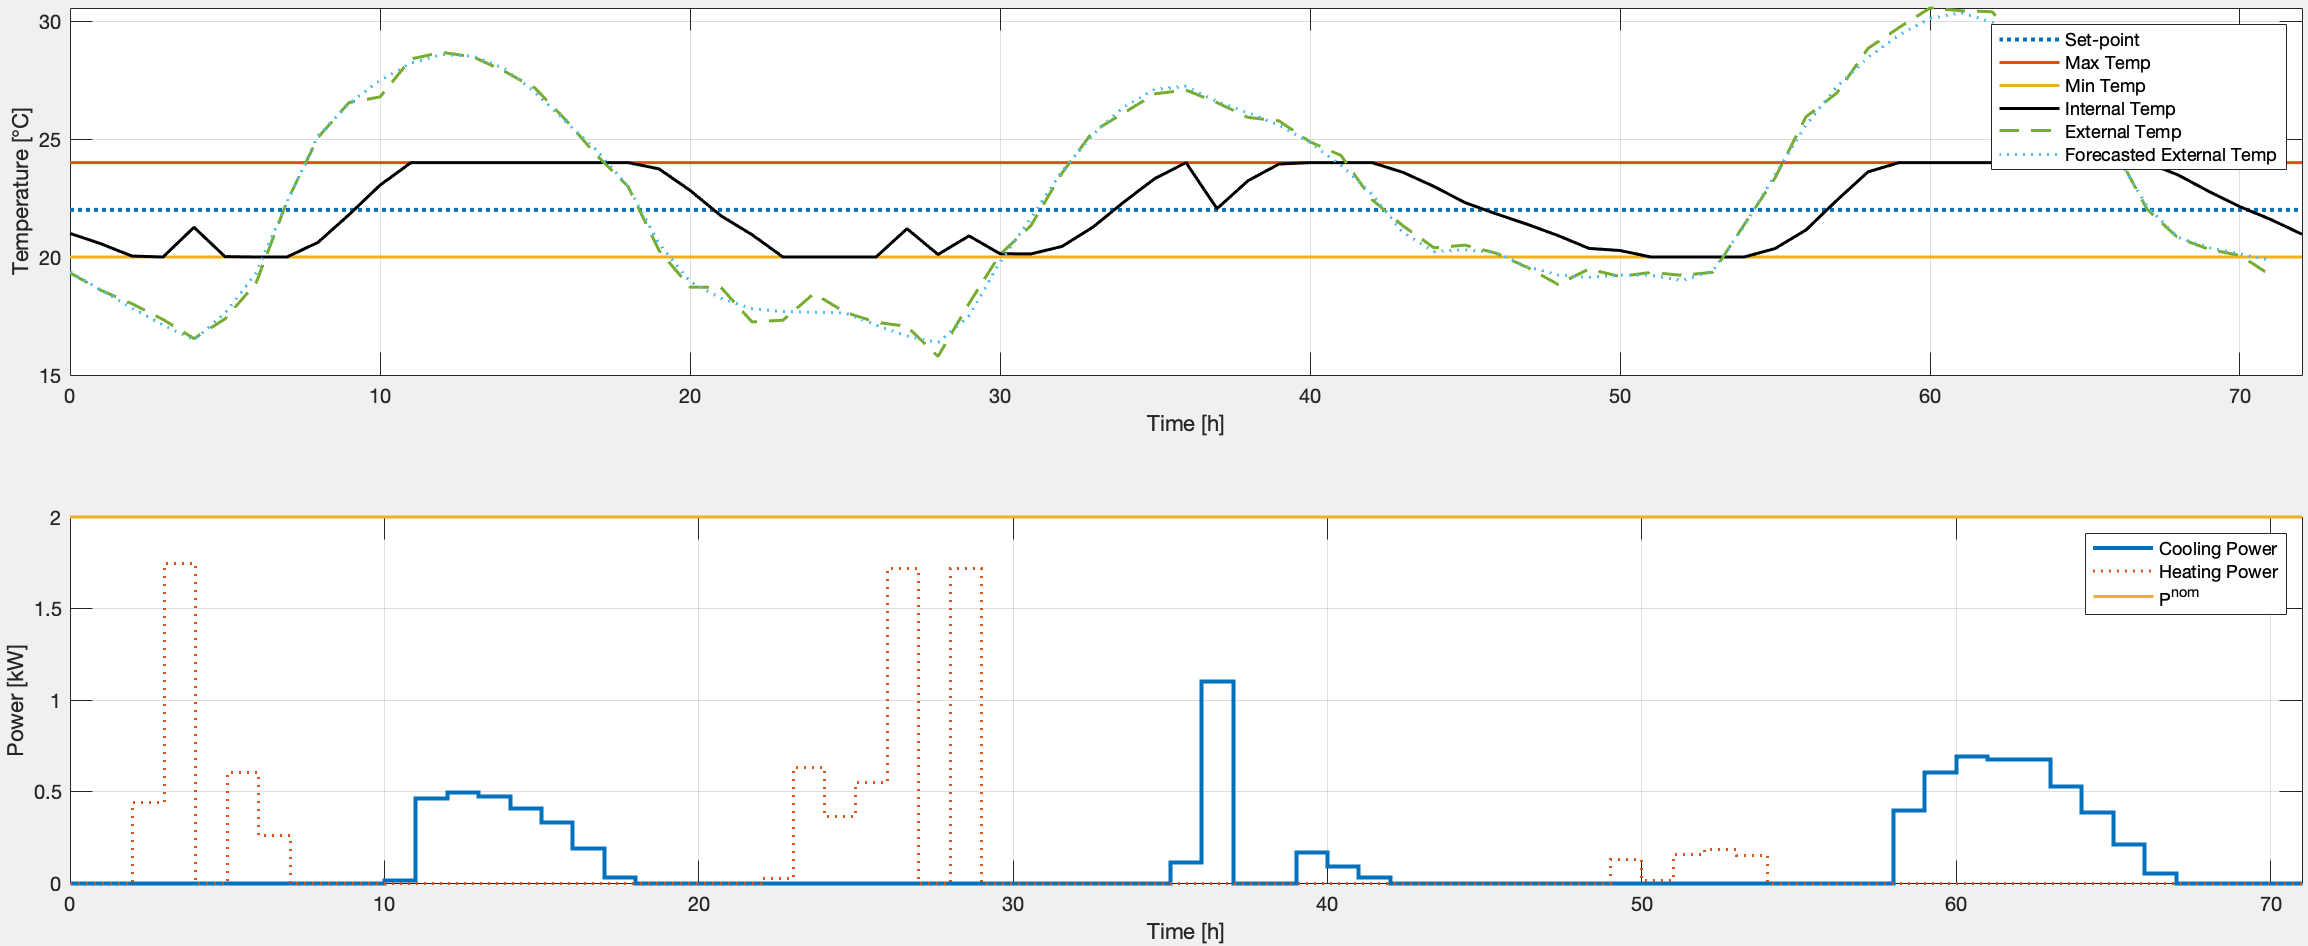 30
25
20
15
Temperature [°C]
Set-point
Max Temp
Min Temp
Internal Temp
External Temp
Forecasted External Temp
0 10 20 30 40 50 60 70
Time [h]
2
1.5
1
0.5
0
Power [kW]
Cooling Power
Heating Power
P^nom
0 10 20 30 40 50 60 70
Time [h]